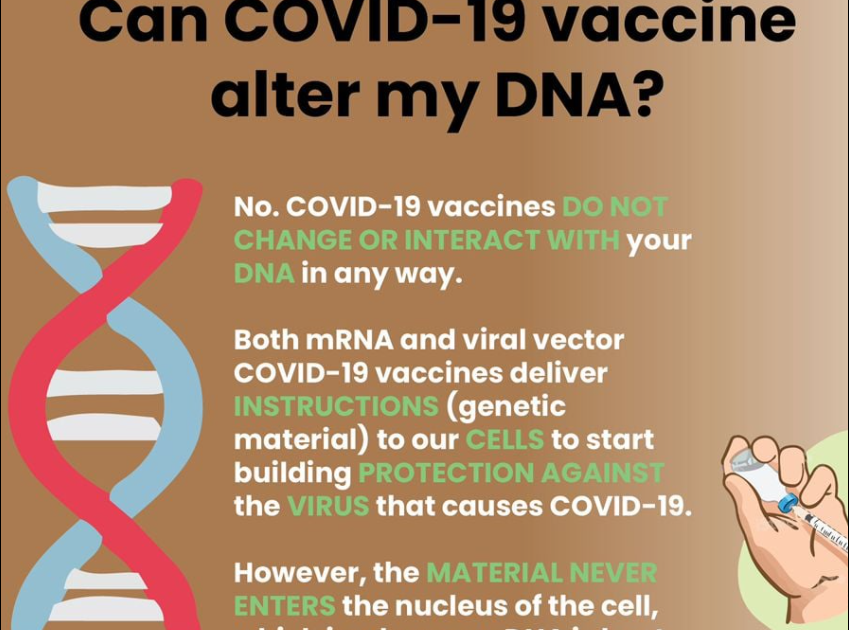 Can COVID-19 vaccine
alter my DNA?
No. COVID-19 vaccines DO NOT
CHANGE OR INTERACT WITH your
DNA in any way.
Both mRNA and viral vector
COVID-19 vaccines deliver
INSTRUCTIONS (genetic
material) to our CELLS to start
building PROTECTION AGAINST
the VIRUS that causes COVID-19.
However, the MATERIAL NEVER
ENTERS the nucleus of the cell,